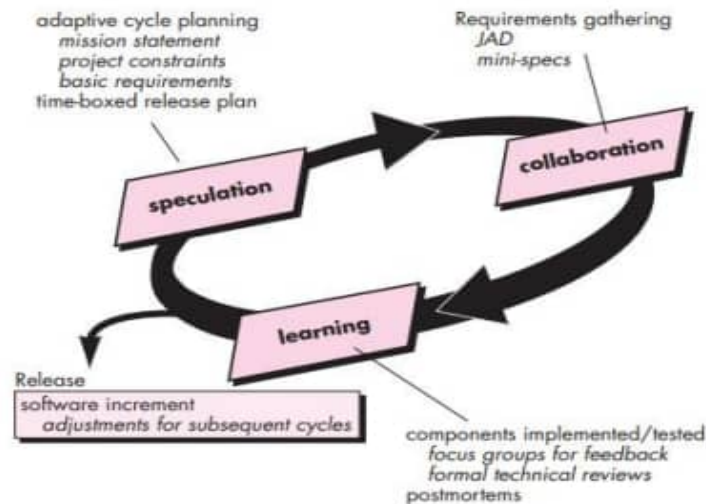 adaptive cycle planning
mission statement
project constraints
basic requirements
time-boxed release plan
Requirements gathering
JAD
mini-specs
speculation
collaboration
learning
Release
software increment
adjustments for subsequent cycles
components implemented/tested
focus groups for feedback
formal technical reviews
postmortems